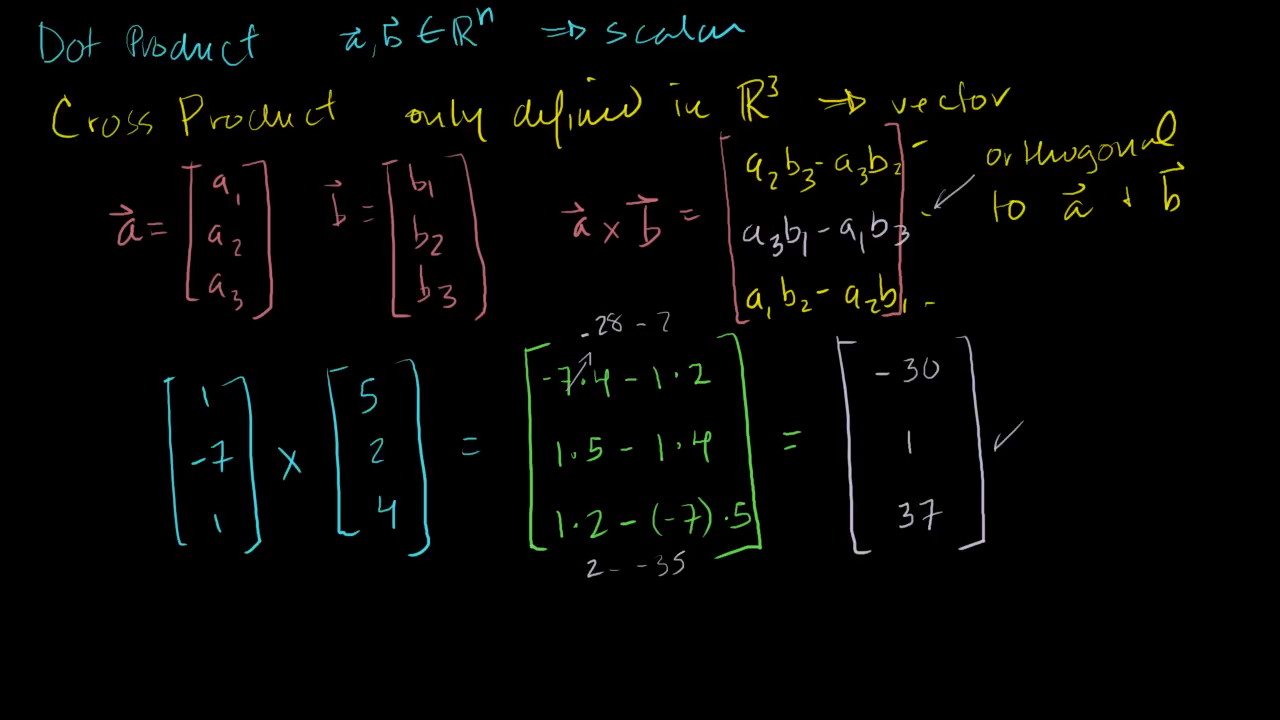 Dot Product a⃗, b⃗ ∈ ℝⁿ ⇒ scalar
Cross Product only defined in ℝ³ ⇒ vector
orthogonal to a⃗ + b⃗
a⃗ = [a₁ a₂ a₃] b⃗ = [b₁ b₂ b₃] a⃗ × b⃗ = [a₂b₃ - a₃b₂ a₃b₁ - a₁b₃ a₁b₂ - a₂b₁]
-28 - 2
[1 -7 1] × [5 2 4] = [-7·4 - 1·2 1·5 - 1·4 1·2 - (-7)·5] = [-30 1 37]
2 - -35